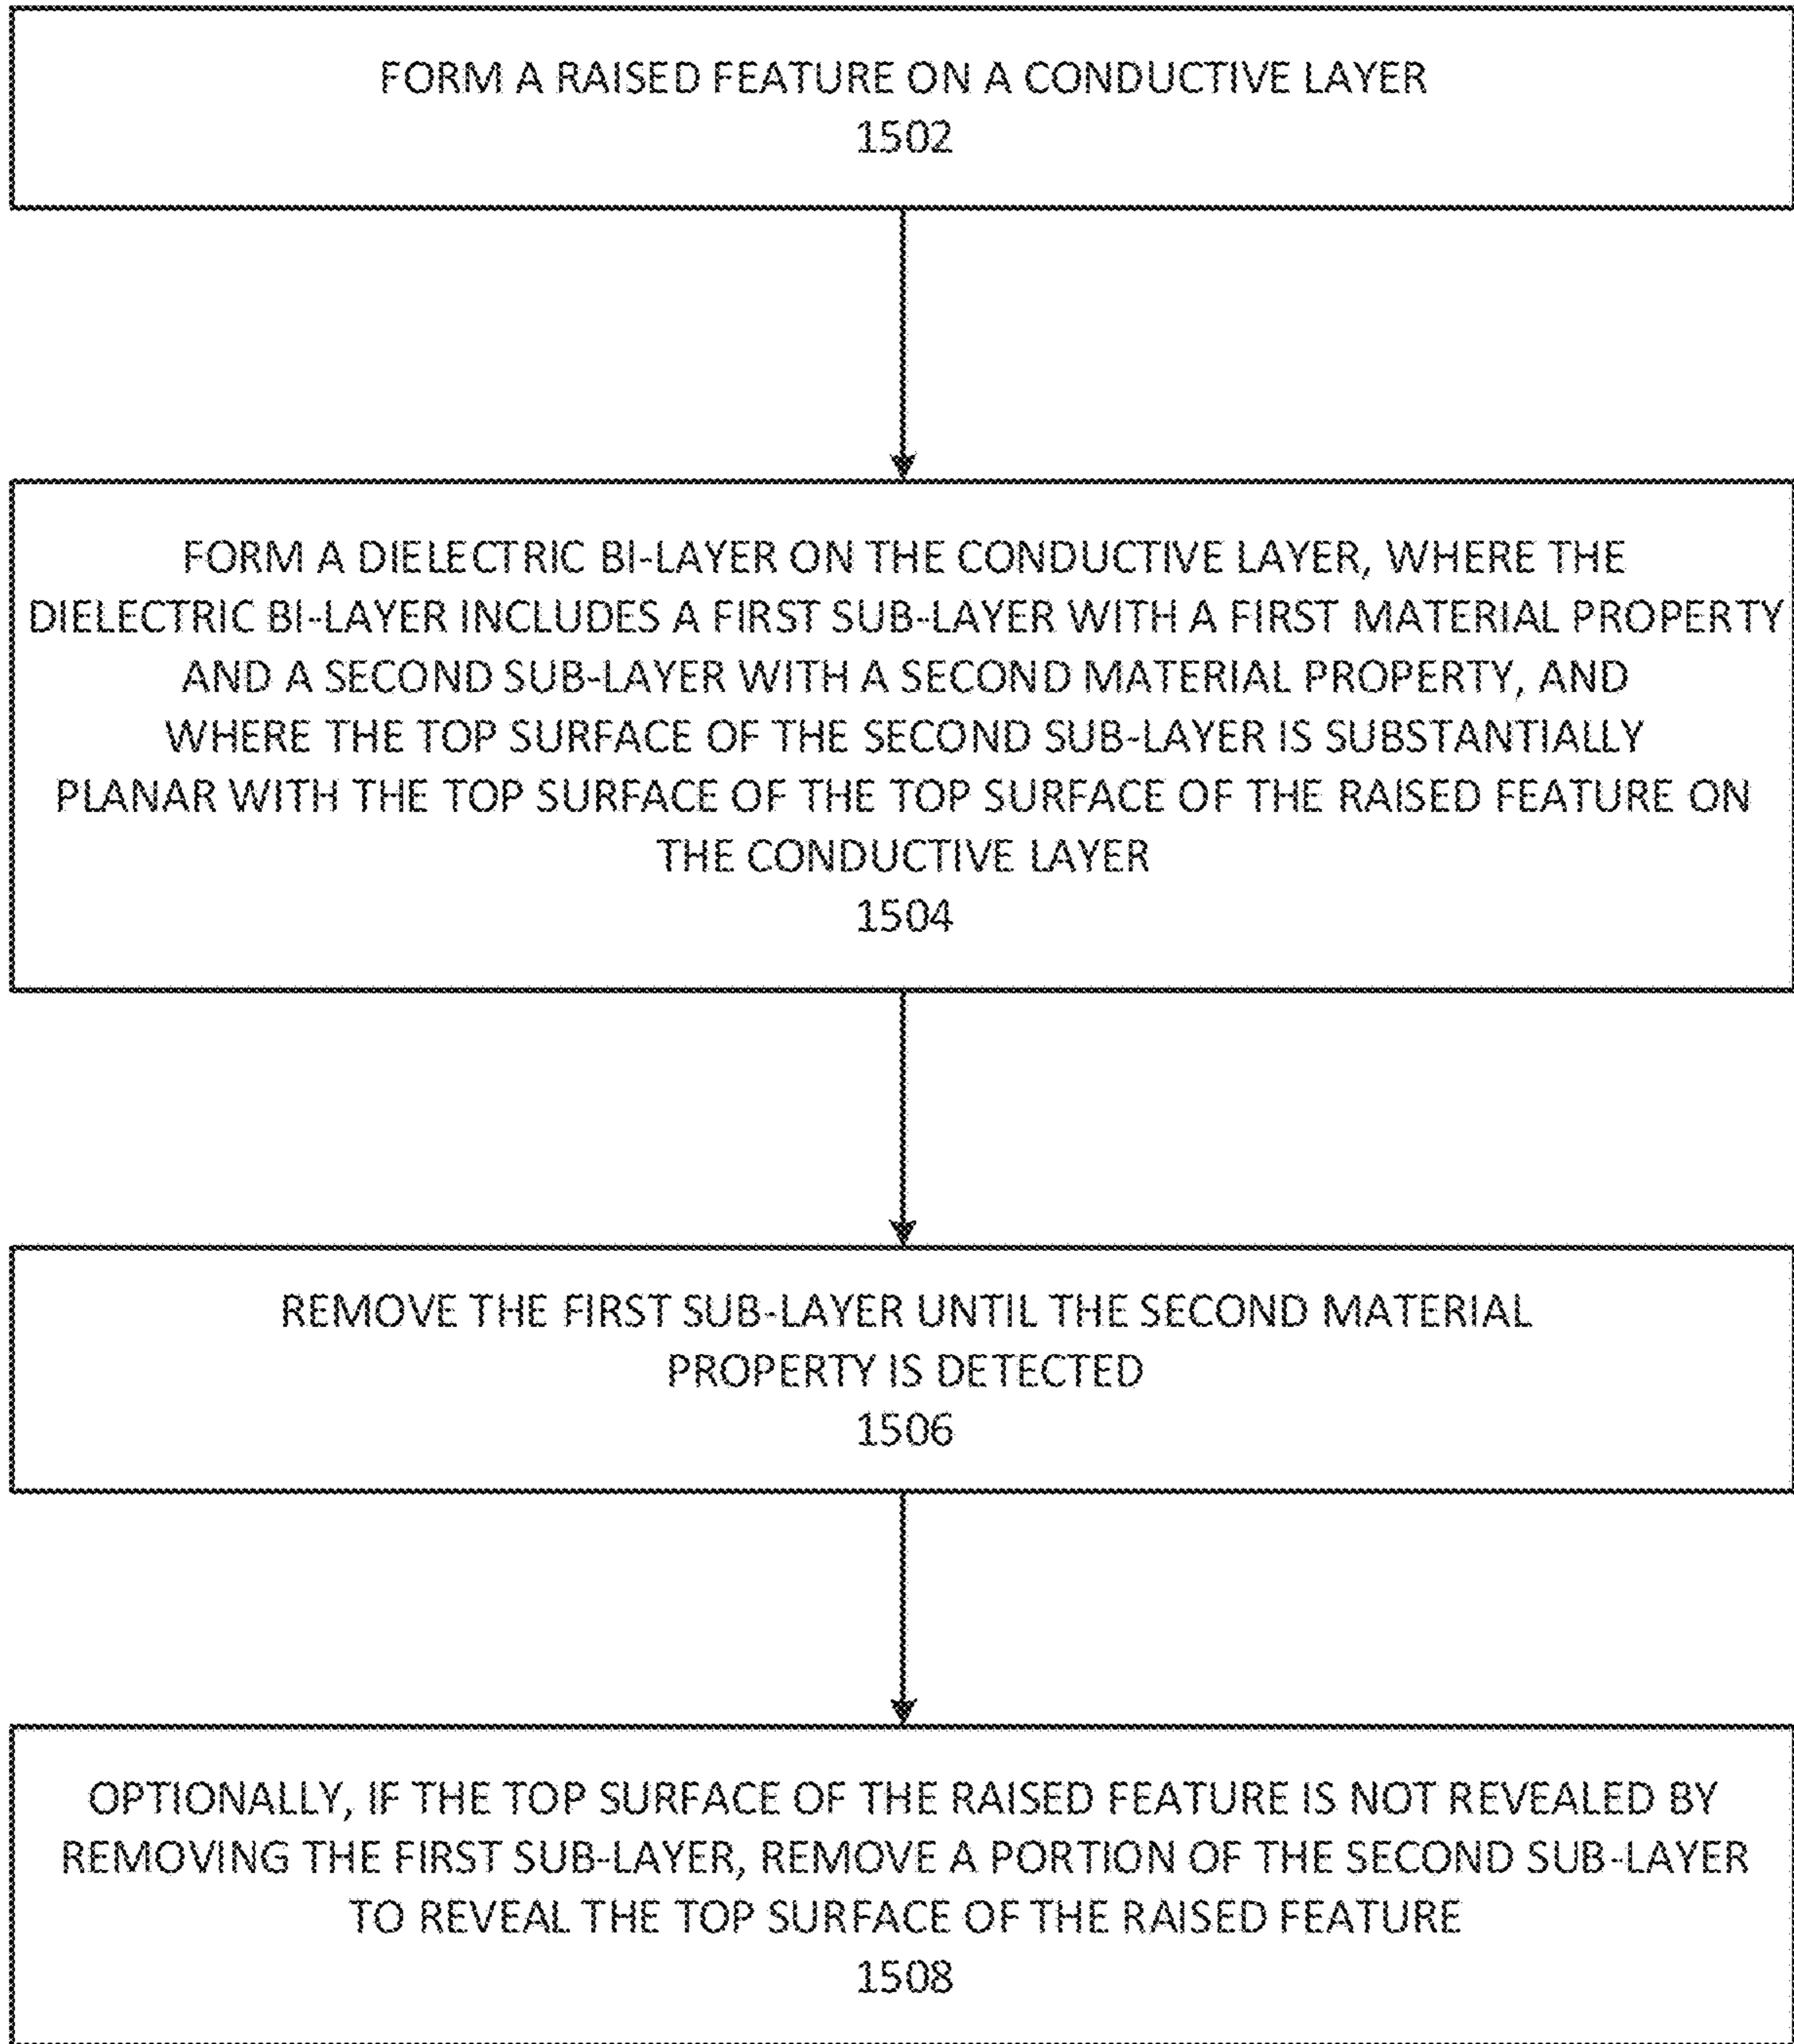 FORM A RAISED FEATURE ON A CONDUCTIVE LAYER
1502
FORM A DIELECTRIC BI-LAYER ON THE CONDUCTIVE LAYER, WHERE THE
DIELECTRIC BI-LAYER INCLUDES A FIRST SUB-LAYER WITH A FIRST MATERIAL PROPERTY
AND A SECOND SUB-LAYER WITH A SECOND MATERIAL PROPERTY, AND
WHERE THE TOP SURFACE OF THE SECOND SUB-LAYER IS SUBSTANTIALLY
PLANAR WITH THE TOP SURFACE OF THE TOP SURFACE OF THE RAISED FEATURE ON
THE CONDUCTIVE LAYER
1504
REMOVE THE FIRST SUB-LAYER UNTIL THE SECOND MATERIAL
PROPERTY IS DETECTED
1506
OPTIONALLY, IF THE TOP SURFACE OF THE RAISED FEATURE IS NOT REVEALED BY
REMOVING THE FIRST SUB-LAYER, REMOVE A PORTION OF THE SECOND SUB-LAYER
TO REVEAL THE TOP SURFACE OF THE RAISED FEATURE
1508